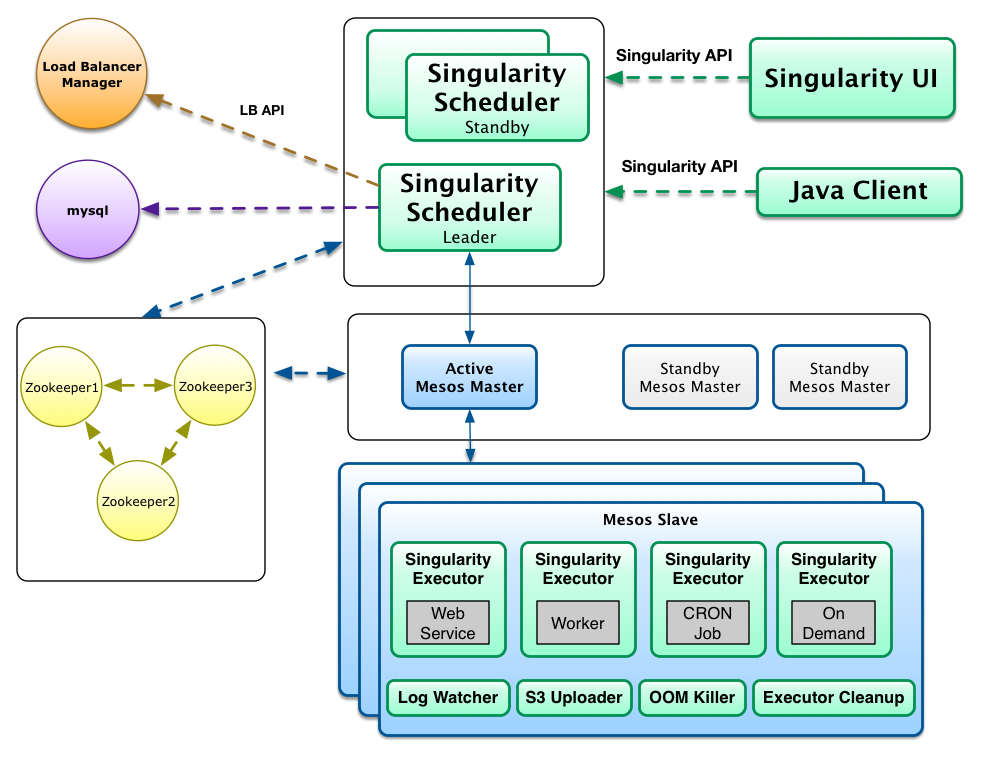 Load Balancer
Manager
LB API
mysql
Singularity
Scheduler
Standby
Singularity
Scheduler
Leader
Singularity API
Singularity UI
Singularity API
Java Client
Zookeeper1
Zookeeper3
Zookeeper2
Active
Mesos Master
Standby
Mesos Master
Standby
Mesos Master
Mesos Slave
Singularity
Executor
Web
Service
Singularity
Executor
Worker
Singularity
Executor
CRON
Job
Singularity
Executor
On
Demand
Log Watcher
S3 Uploader
OOM Killer
Executor Cleanup